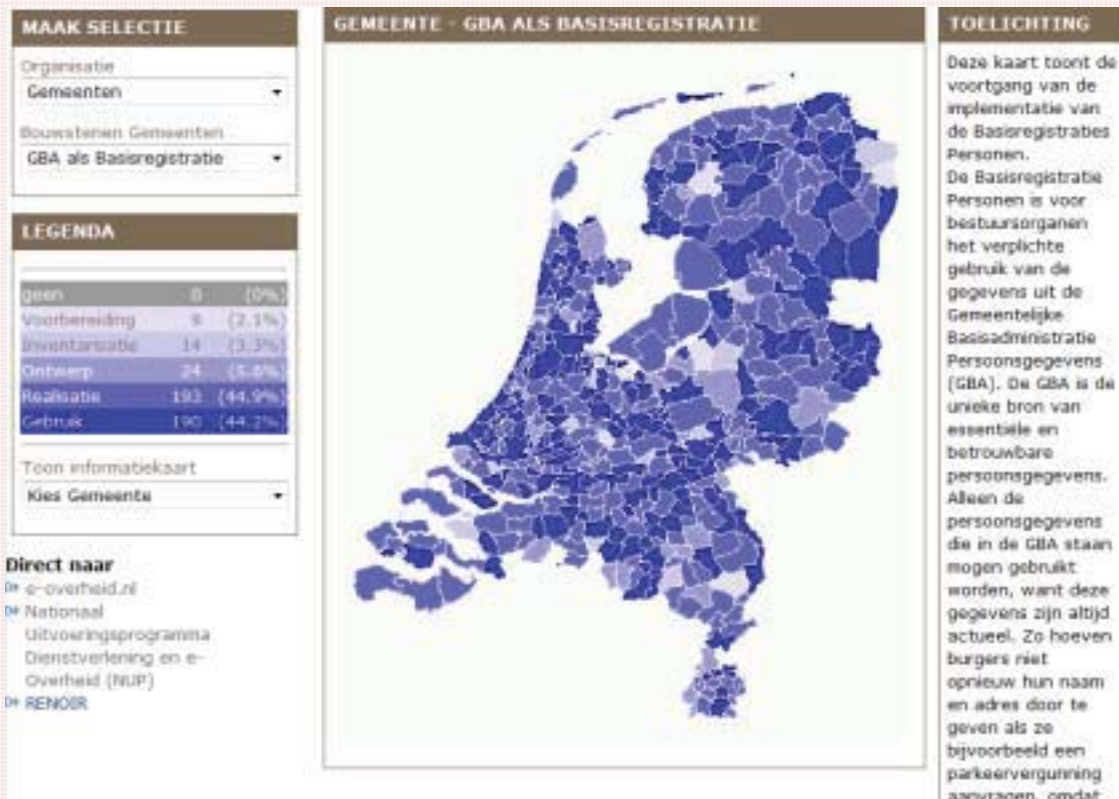 MAAK SELECTIE
Organisatie
Gemeenten
Bouwstenen Gemeenten
GBA als Basisregistratie
LEGENDA
geen 0 (0%)
Voorbereiding 9 (2.1%)
Inventarisatie 14 (3.3%)
Ontwerp 24 (5.6%)
Realisatie 193 (44.9%)
Gebruik 190 (44.2%)
Toon informatiekaart
Kies Gemeente
Direct naar
e-overheid.nl
Nationaal
Uitvoeringsprogramma
Dienstverlening en e-
Overheid (NUP)
RENOIR
GEMEENTE - GBA ALS BASISREGISTRATIE
TOELICHTING
Deze kaart toont de
voortgang van de
implementatie van
de Basisregistraties
Personen.
De Basisregistratie
Personen is voor
bestuursorganen
het verplichte
gebruik van de
gegevens uit de
Gemeentelijke
Basisadministratie
Persoonsgegevens
(GBA). De GBA is de
unieke bron van
essentiële en
betrouwbare
persoonsgegevens.
Alleen de
persoonsgegevens
die in de GBA staan
mogen gebruikt
worden, want deze
gegevens zijn altijd
actueel. Zo hoeven
burgers niet
opnieuw hun naam
en adres door te
geven als ze
bijvoorbeeld een
parkeervergunning
aanvragen, omdat